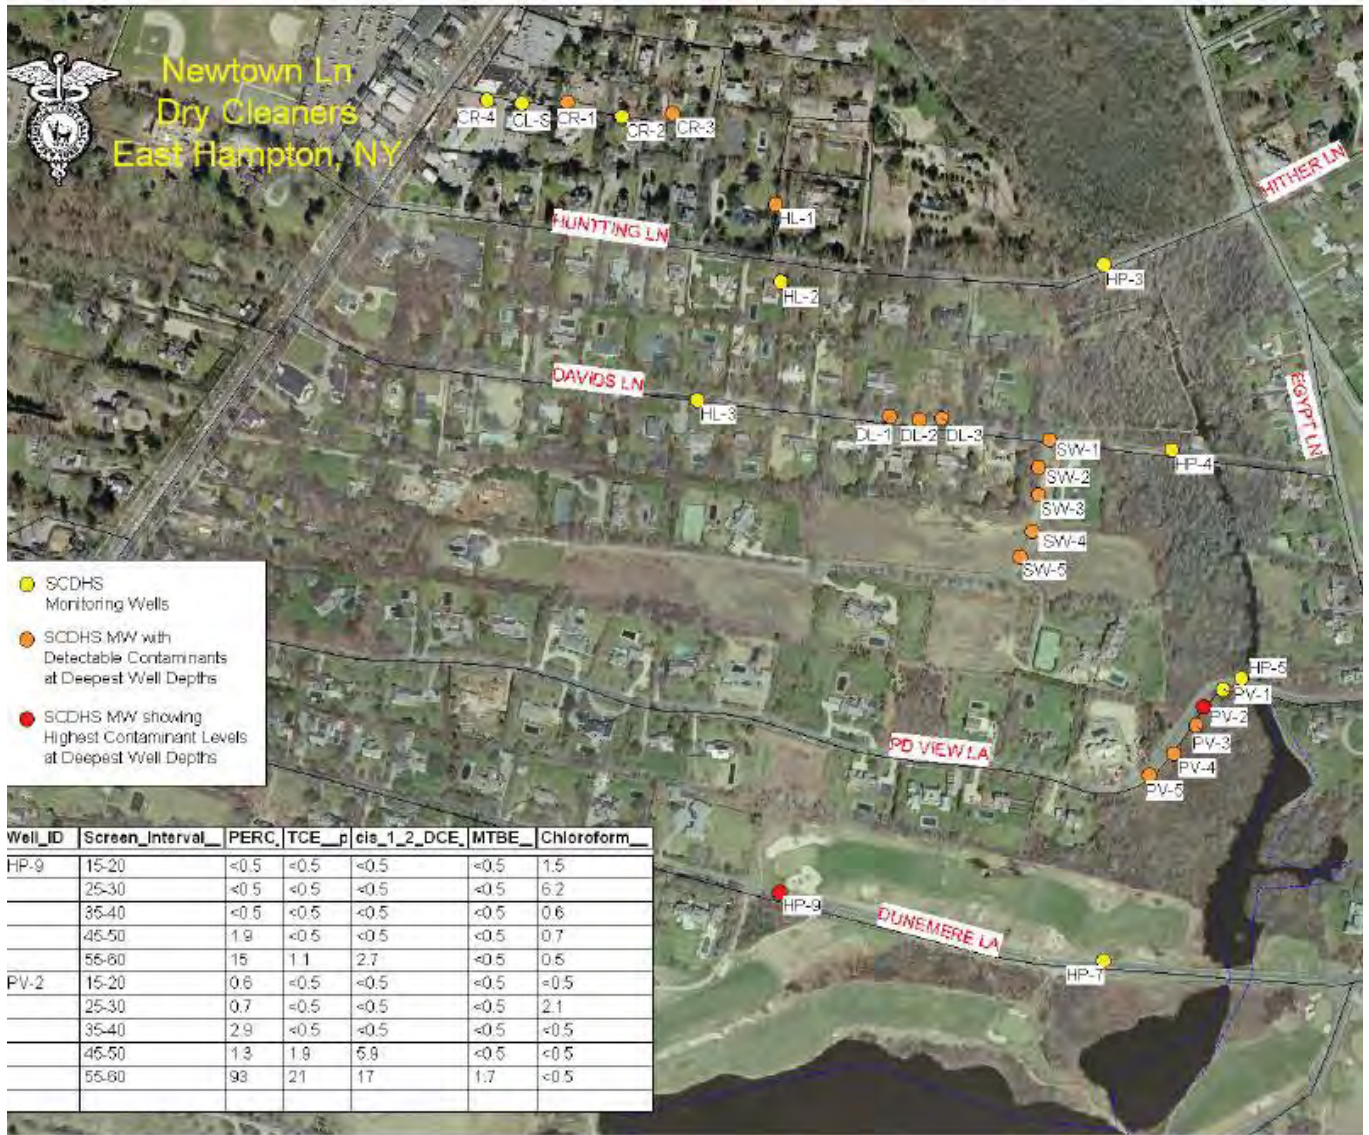 Newtown Ln
Dry Cleaners
East Hampton, NY
CR-4
CL-S
CR-1
CR-2
CR-3
HITHER LN
HL-1
HUNTTING LN
HP-3
HL-2
EGYPT LN
DAVIDS LN
HL-3
DL-1
DL-2
DL-3
SW-1
HP-4
SW-2
SW-3
SW-4
SW-5
SCDHS
Monitoring Wells
SCDHS MW with
Detectable Contaminants
at Deepest Well Depths
SCDHS MW showing
Highest Contaminant Levels
at Deepest Well Depths
HP-5
PV-1
PV-2
PV-3
PV-4
PV-5
PD VIEW LA
HP-9
DUNEMERE LA
HP-7
Well_ID Screen_Interval__ PERC_ TCE__p cis_1_2_DCE_ MTBE_ Chloroform__
HP-9 15-20 <0.5 <0.5 <0.5 <0.5 1.5
25-30 <0.5 <0.5 <0.5 <0.5 6.2
35-40 <0.5 <0.5 <0.5 <0.5 0.6
45-50 1.9 <0.5 <0.5 <0.5 0.7
55-60 15 1.1 2.7 <0.5 0.5
PV-2 15-20 0.6 <0.5 <0.5 <0.5 <0.5
25-30 0.7 <0.5 <0.5 <0.5 2.1
35-40 2.9 <0.5 <0.5 <0.5 <0.5
45-50 1.3 1.9 5.9 <0.5 <0.5
55-60 93 21 17 1.7 <0.5